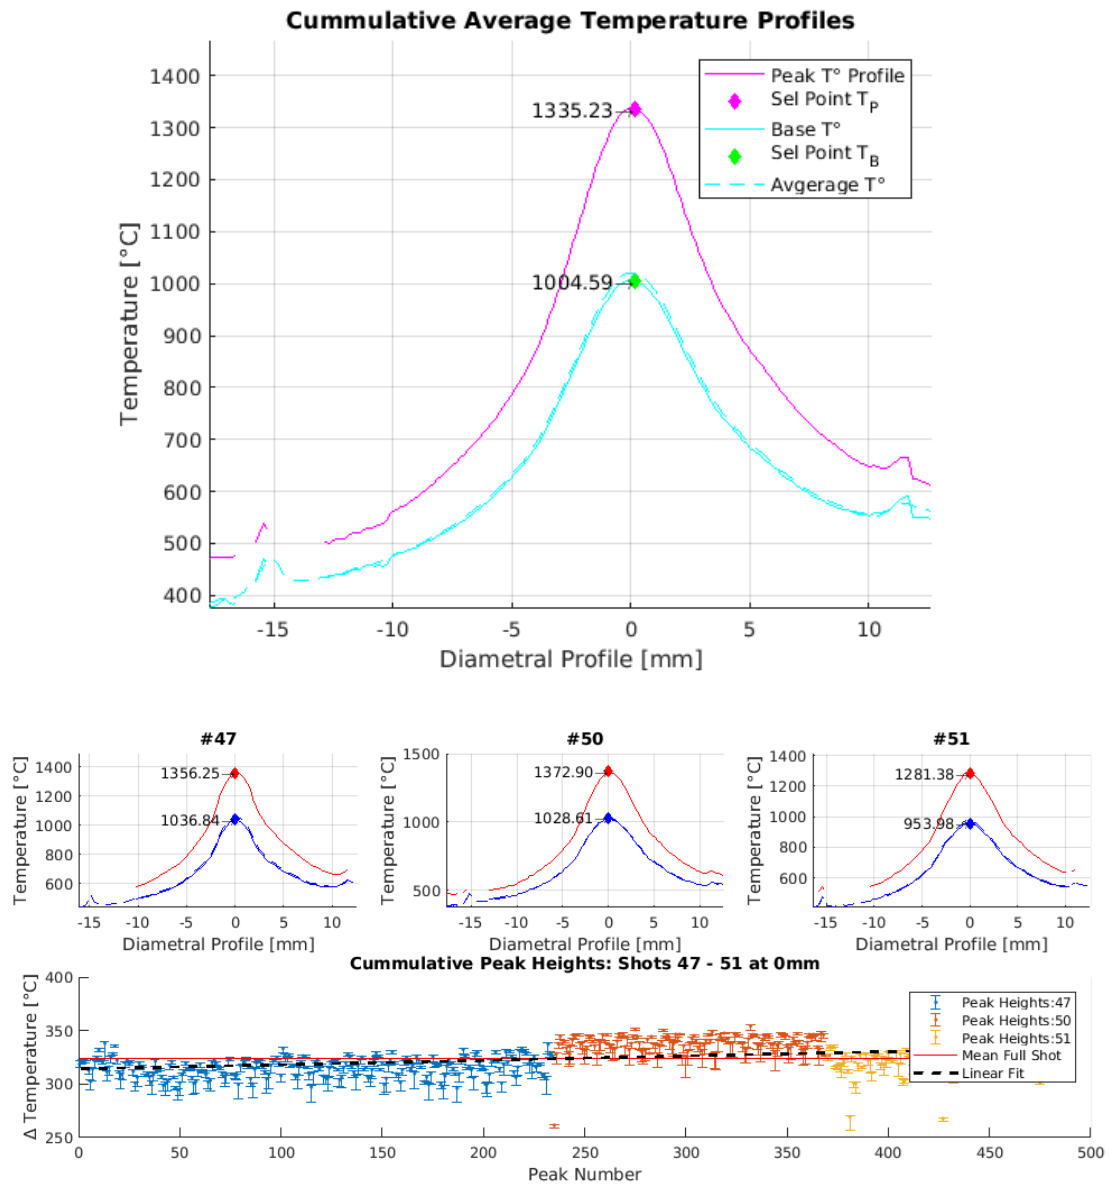 Cummulative Average Temperature Profiles
Temperature [°C]
1400
1300
1200
1100
1000
900
800
700
600
500
400
1335.23
1004.59
Peak T° Profile
Sel Point T_P
Base T°
Sel Point T_B
Avgerage T°
-15 -10 -5 0 5 10
Diametral Profile [mm]
#47
Temperature [°C]
1400
1200
1000
800
600
1356.25
1036.84
-15 -10 -5 0 5 10
Diametral Profile [mm]
#50
Temperature [°C]
1500
1000
500
1372.90
1028.61
-15 -10 -5 0 5 10
Diametral Profile [mm]
#51
Temperature [°C]
1400
1200
1000
800
600
1281.38
953.98
-15 -10 -5 0 5 10
Diametral Profile [mm]
Cummulative Peak Heights: Shots 47 - 51 at 0mm
Δ Temperature [°C]
400
350
300
250
Peak Heights:47
Peak Heights:50
Peak Heights:51
Mean Full Shot
Linear Fit
0 50 100 150 200 250 300 350 400 450 500
Peak Number